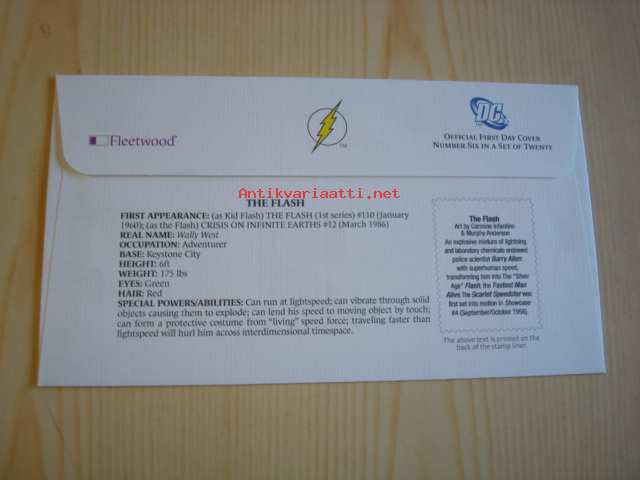 Fleetwood
TM
DC
OFFICIAL FIRST DAY COVER
NUMBER SIX IN A SET OF TWENTY
Antikvariaatti.net
THE FLASH
FIRST APPEARANCE: (as Kid Flash) THE FLASH (1st series) #110 (January
1960); (as the Flash) CRISIS ON INFINITE EARTHS #12 (March 1986)
REAL NAME: Wally West
OCCUPATION: Adventurer
BASE: Keystone City
HEIGHT: 6ft
WEIGHT: 175 lbs
EYES: Green
HAIR: Red
SPECIAL POWERS/ABILITIES: Can run at lightspeed; can vibrate through solid
objects causing them to explode; can lend his speed to moving object by touch;
can form a protective costume from "living" speed force; traveling faster than
lightspeed will hurl him across interdimensional timespace.
The Flash
Art by Carmine Infantino
& Murphy Anderson
An explosive mixture of lightning
and laboratory chemicals endowed
police scientist Barry Allen
with superhuman speed,
transforming him into The "Silver
Age" Flash, the Fastest Man
Alive. The Scarlet Speedster was
first set into motion in Showcase
#4 (September/October 1956).
The above text is printed on the
back of the stamp liner.